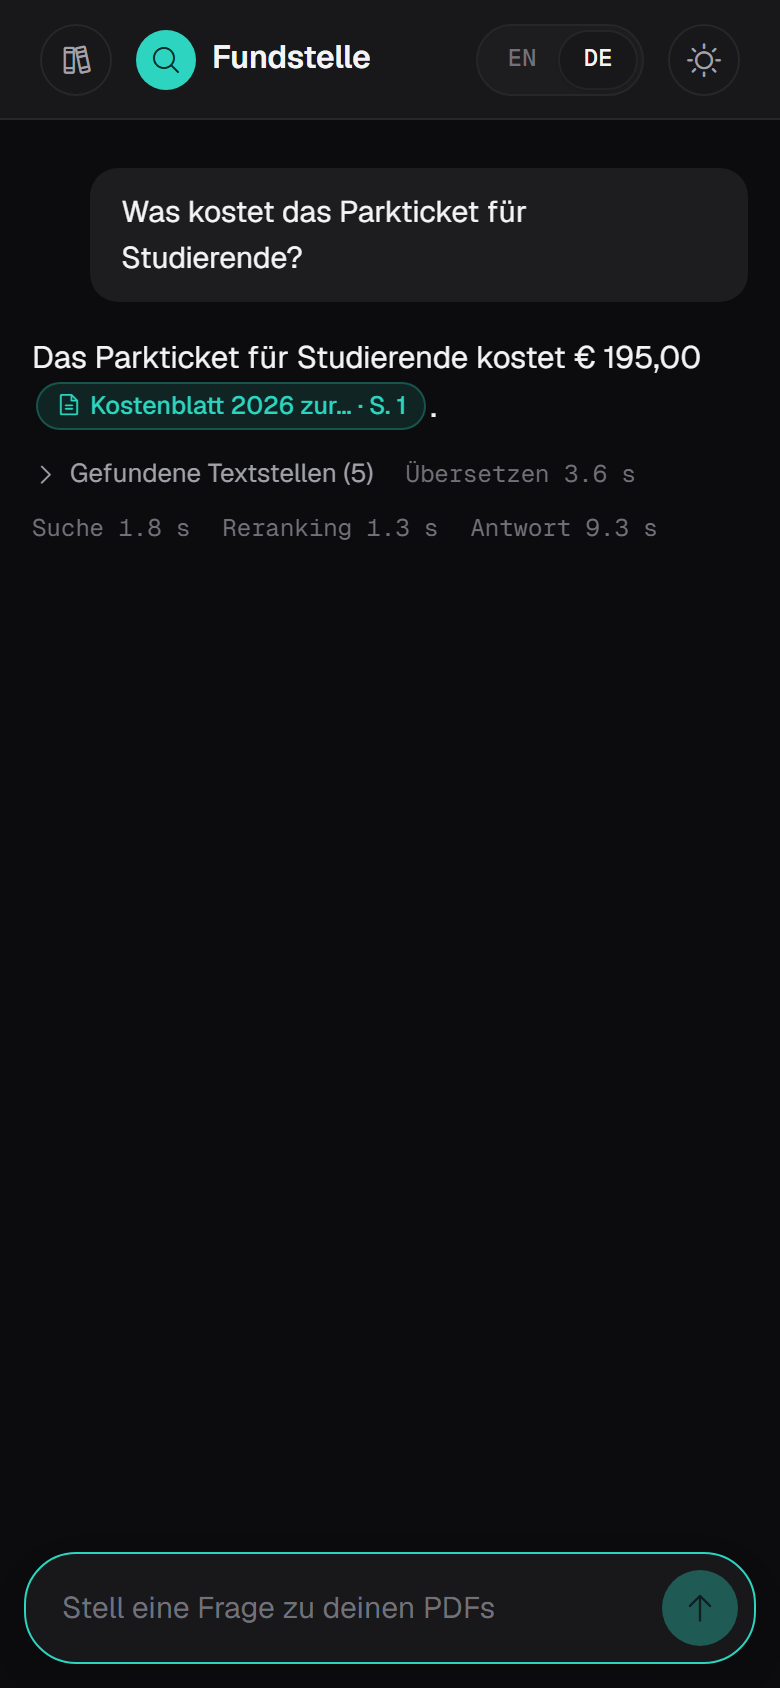 Fundstelle
EN DE
Was kostet das Parkticket für
Studierende?
Das Parkticket für Studierende kostet € 195,00
Kostenblatt 2026 zur… · S. 1 .
Gefundene Textstellen (5) Übersetzen 3.6 s
Suche 1.8 s Reranking 1.3 s Antwort 9.3 s
Stell eine Frage zu deinen PDFs